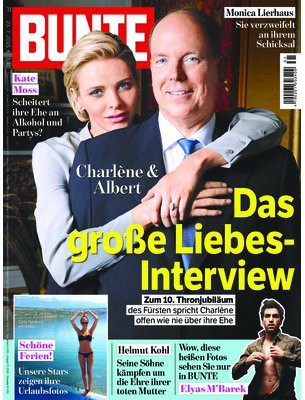 BUNTE
Monica Lierhaus
Sie verzweifelt
an ihrem
Schicksal
Kate
Moss
Scheitert
ihre Ehe an
Alkohol und
Partys?
Charlène &
Albert
Das
große Liebes-
Interview
Zum 10. Thronjubiläum
des Fürsten spricht Charlène
offen wie nie über ihre Ehe
Schöne
Ferien!
Unsere Stars
zeigen ihre
Urlaubsfotos
Helmut Kohl
Seine Söhne
kämpfen um
die Ehre ihrer
toten Mutter
Wow, diese
heißen Fotos
sehen Sie nur
in BUNTE
Elyas M'Barek